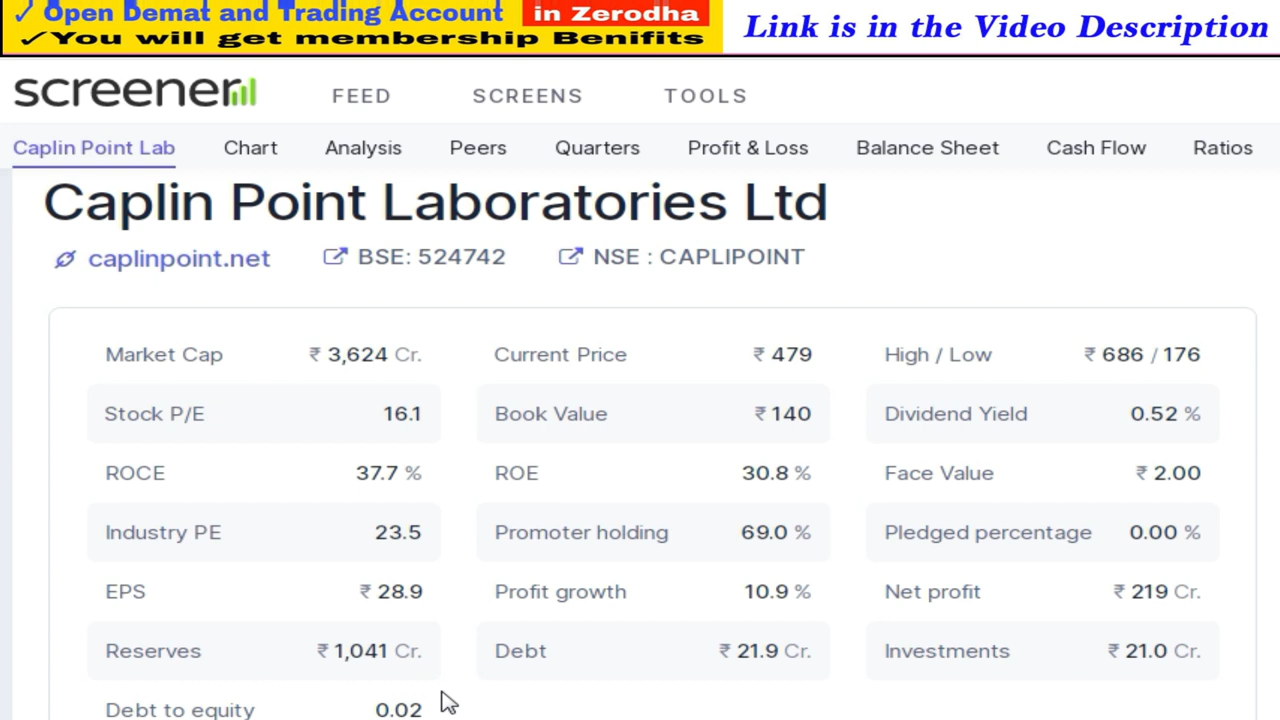 ✓ Open Demat and Trading Account in Zerodha
✓You will get membership Benifits
Link is in the Video Description
screener FEED SCREENS TOOLS
Caplin Point Lab Chart Analysis Peers Quarters Profit & Loss Balance Sheet Cash Flow Ratios
Caplin Point Laboratories Ltd
caplinpoint.net BSE: 524742 NSE : CAPLIPOINT
Market Cap ₹ 3,624 Cr. Current Price ₹ 479 High / Low ₹ 686 / 176
Stock P/E 16.1 Book Value ₹ 140 Dividend Yield 0.52 %
ROCE 37.7 % ROE 30.8 % Face Value ₹ 2.00
Industry PE 23.5 Promoter holding 69.0 % Pledged percentage 0.00 %
EPS ₹ 28.9 Profit growth 10.9 % Net profit ₹ 219 Cr.
Reserves ₹ 1,041 Cr. Debt ₹ 21.9 Cr. Investments ₹ 21.0 Cr.
Debt to equity 0.02